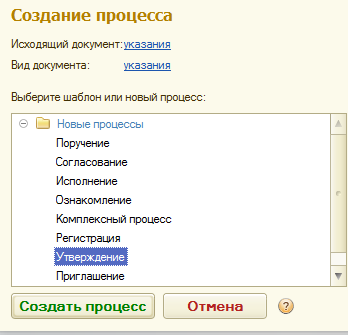 Создание процесса
Исходящий документ: указания
Вид документа: указания
Выберите шаблон или новый процесс:
Новые процессы
Поручение
Согласование
Исполнение
Ознакомление
Комплексный процесс
Регистрация
Утверждение
Приглашение
Создать процесс Отмена ?